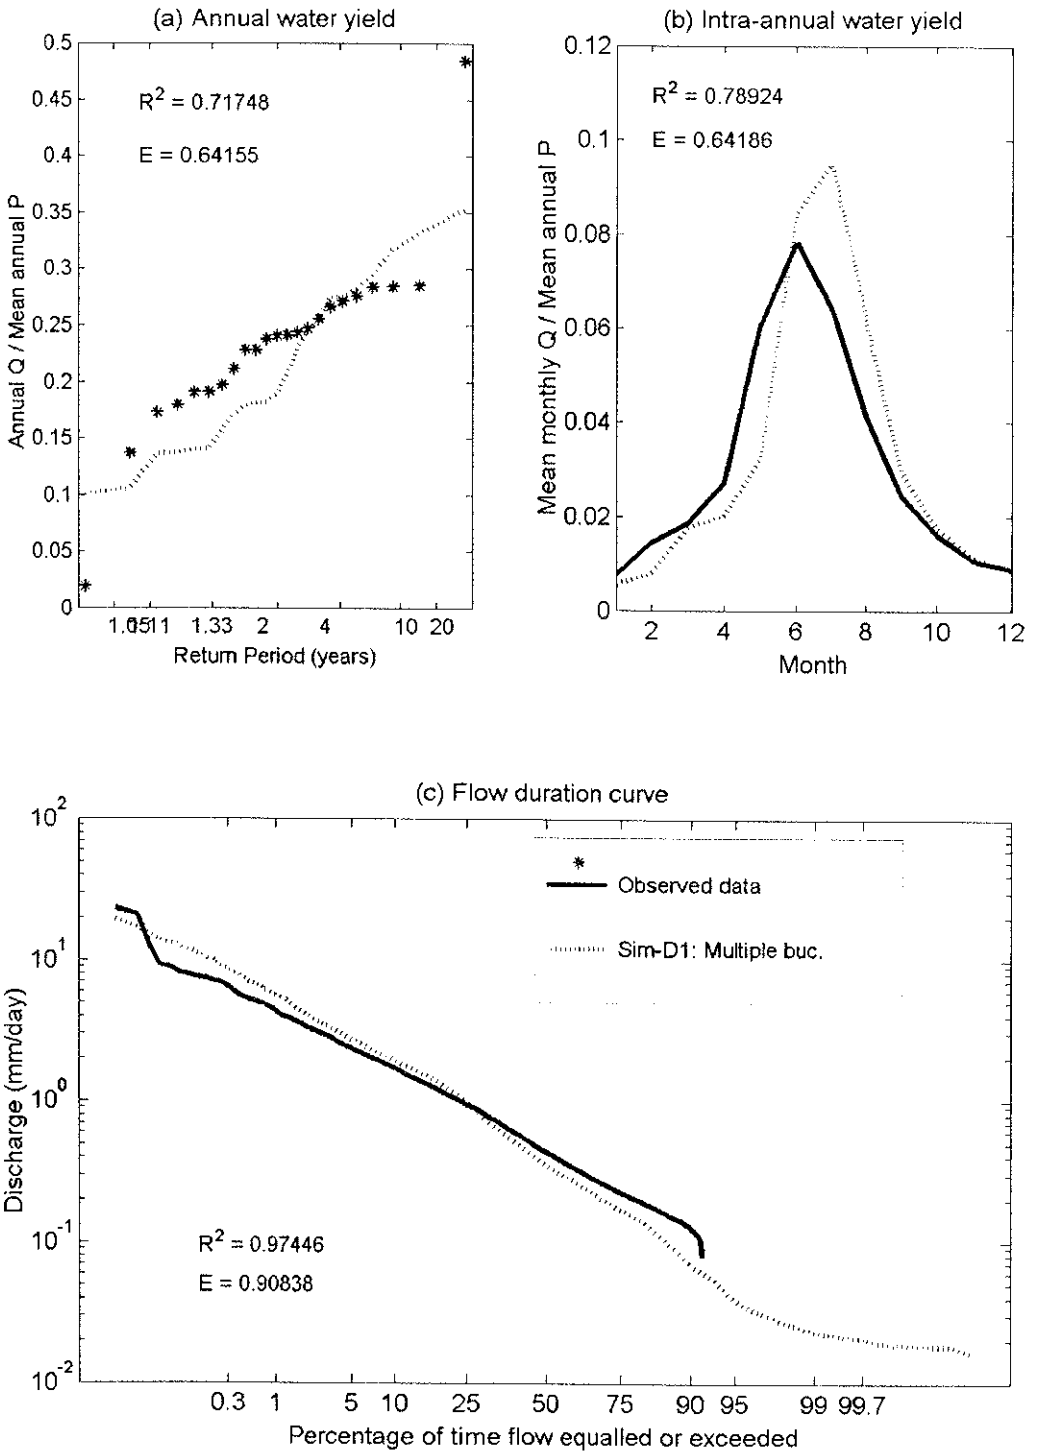 (a) Annual water yield
0.5
0.45
0.4
0.35
0.3
0.25
0.2
0.15
0.1
0.05
0
R² = 0.71748
E = 0.64155
Annual Q / Mean annual P
1.05 1.11 1.33 2 4 10 20
Return Period (years)
(b) Intra-annual water yield
0.12
0.1
0.08
0.06
0.04
0.02
0
R² = 0.78924
E = 0.64186
Mean monthly Q / Mean annual P
2 4 6 8 10 12
Month
(c) Flow duration curve
10²
10¹
10⁰
10⁻¹
10⁻²
Discharge (mm/day)
Observed data
Sim-D1: Multiple buc.
R² = 0.97446
E = 0.90838
0.3 1 5 10 25 50 75 90 95 99 99.7
Percentage of time flow equalled or exceeded